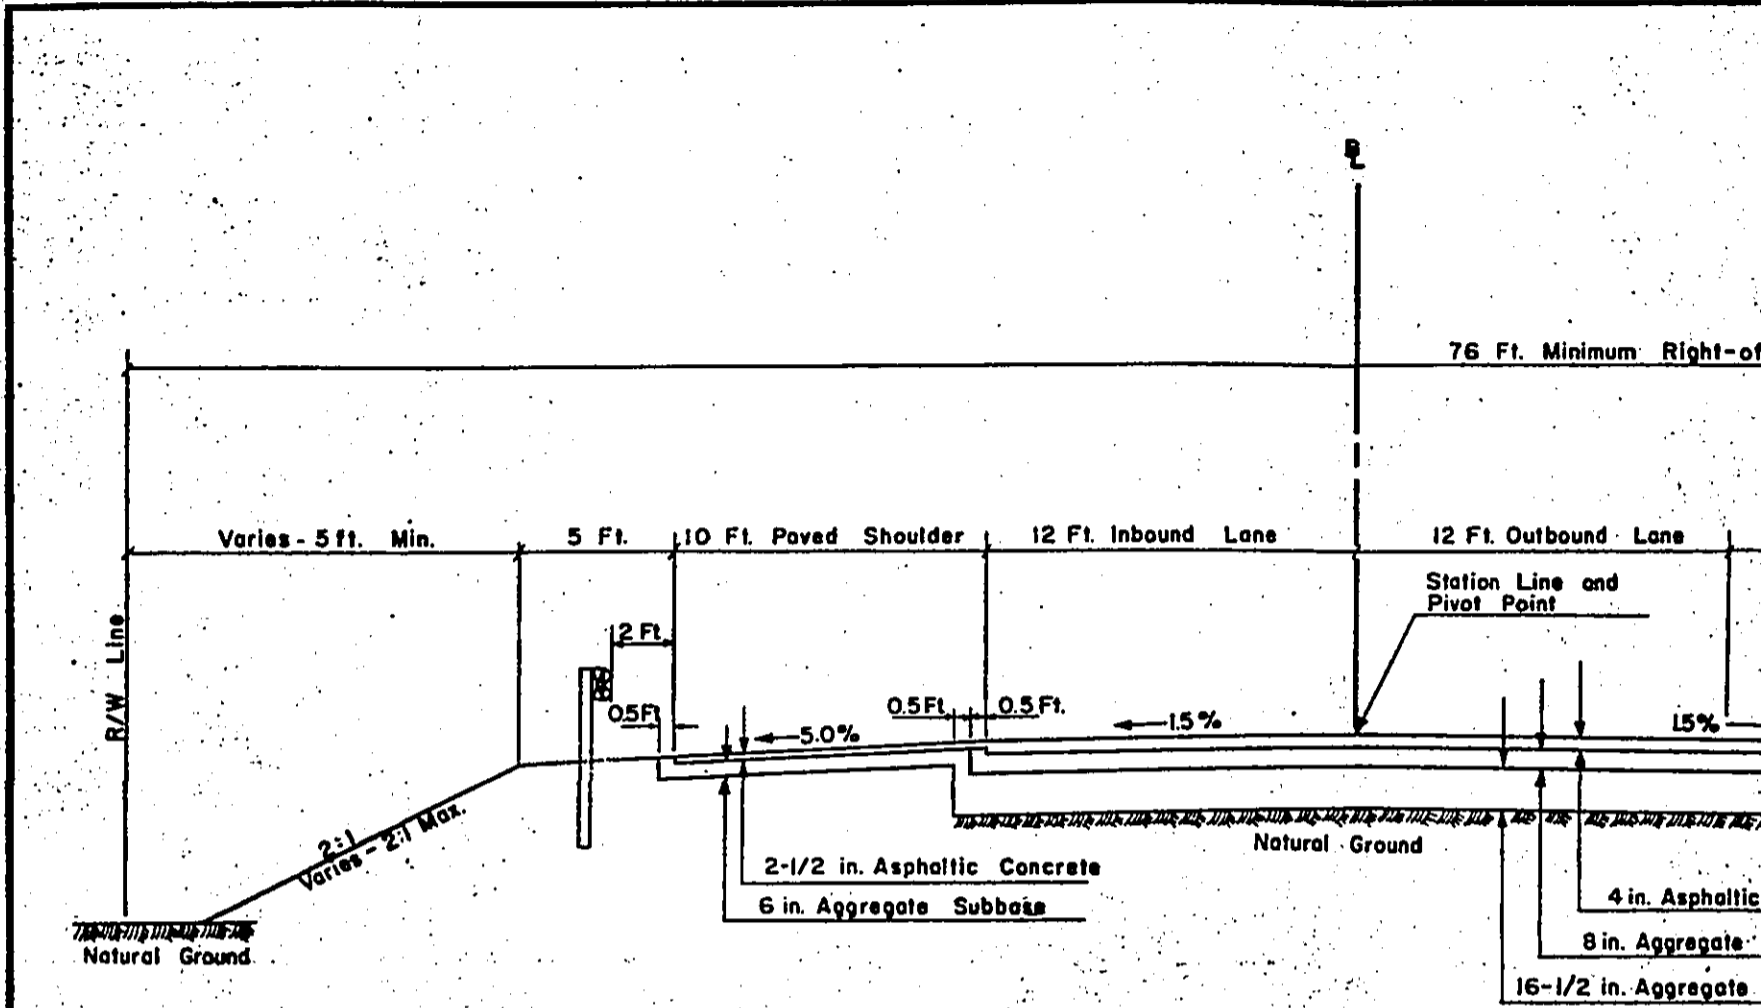 76 Ft. Minimum Right-of
Varies - 5 ft. Min.
5 Ft.
10 Ft. Paved Shoulder
12 Ft. Inbound Lane
12 Ft. Outbound Lane
Station Line and
Pivot Point
R/W Line
2 Ft.
0.5 Ft.
5.0%
0.5 Ft.
0.5 Ft.
1.5%
1.5%
2:1
Varies - 2:1 Max.
Natural Ground
2-1/2 in. Asphaltic Concrete
6 in. Aggregate Subbase
4 in. Asphaltic
8 in. Aggregate
16-1/2 in. Aggregate
Natural Ground